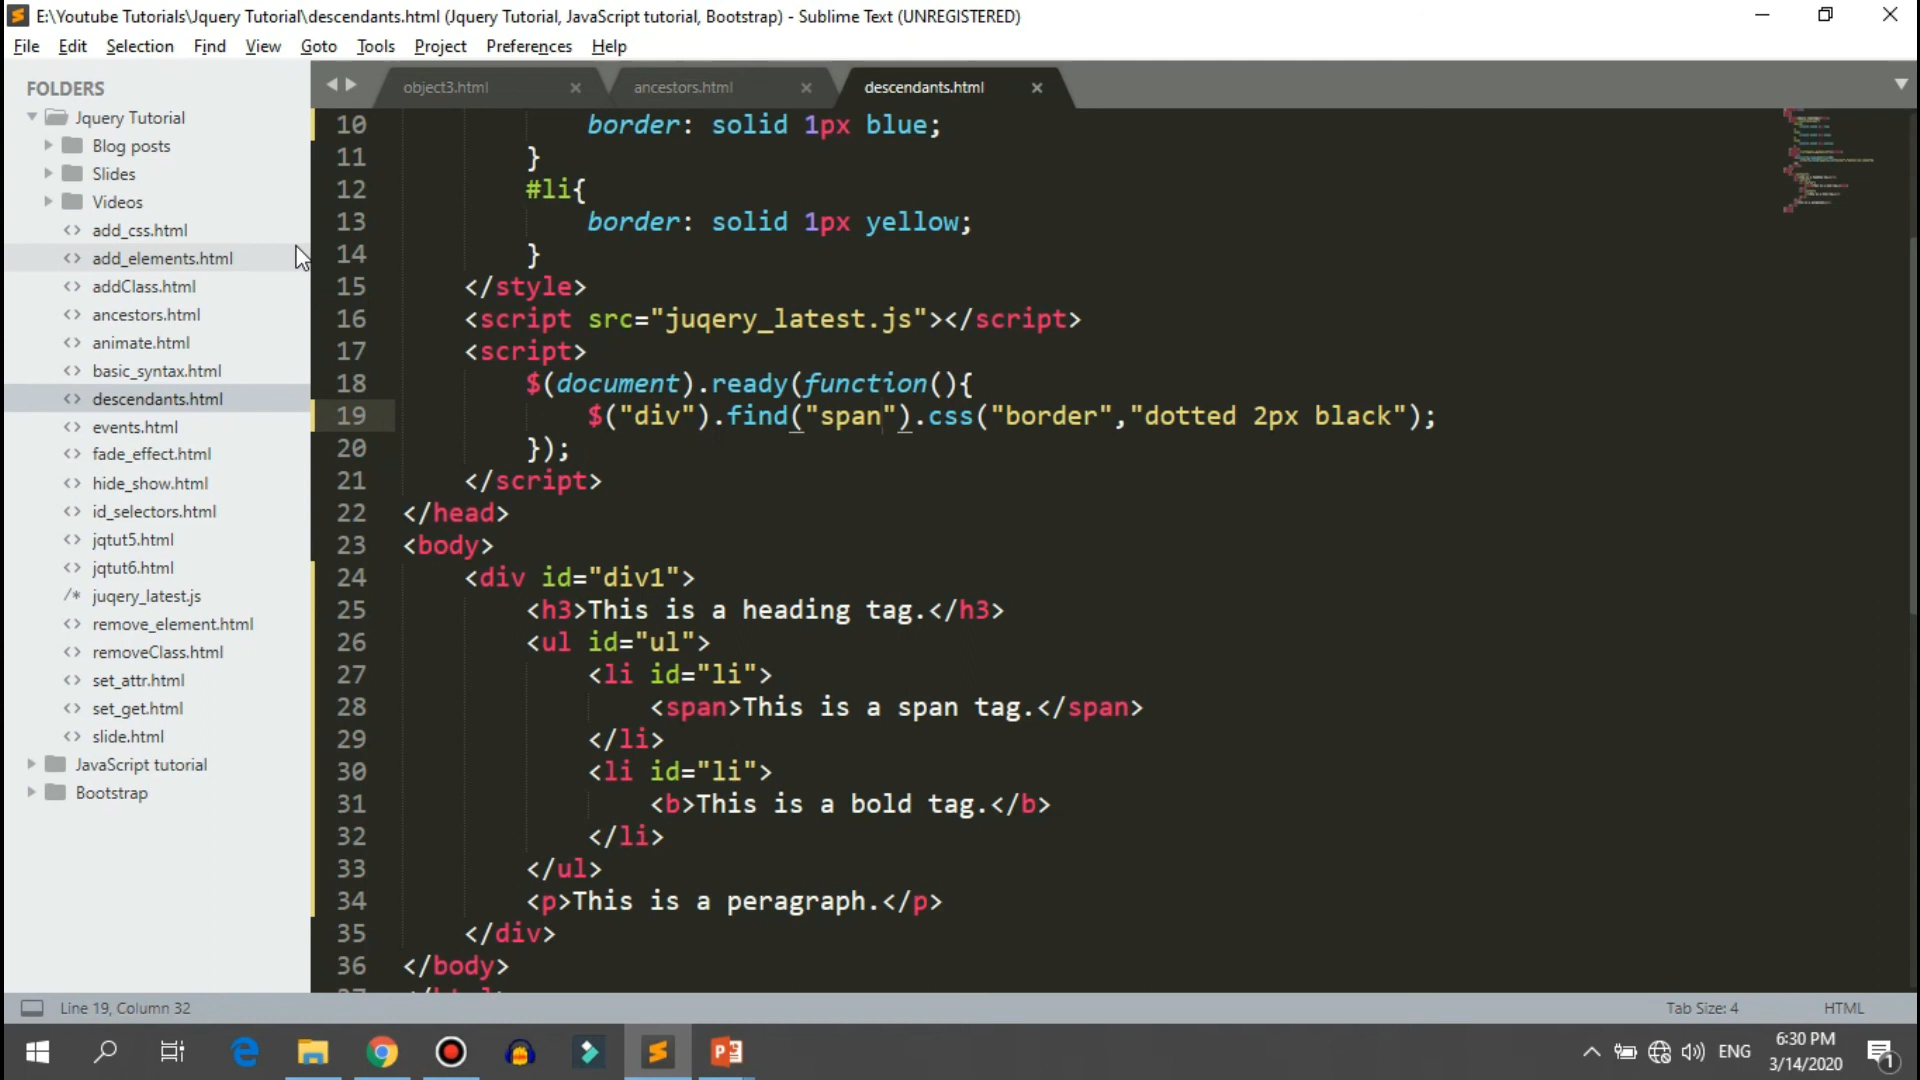 E:\Youtube Tutorials\Jquery Tutorial\descendants.html (Jquery Tutorial, JavaScript tutorial, Bootstrap) - Sublime Text (UNREGISTERED)
File Edit Selection Find View Goto Tools Project Preferences Help
FOLDERS
Jquery Tutorial
Blog posts
Slides
Videos
<> add_css.html
<> add_elements.html
<> addClass.html
<> ancestors.html
<> animate.html
<> basic_syntax.html
<> descendants.html
<> events.html
<> fade_effect.html
<> hide_show.html
<> id_selectors.html
<> jqtut5.html
<> jqtut6.html
/* juqery_latest.js
<> remove_element.html
<> removeClass.html
<> set_attr.html
<> set_get.html
<> slide.html
JavaScript tutorial
Bootstrap
object3.html ancestors.html descendants.html
10 border: solid 1px blue;
11 }
12 #li{
13 border: solid 1px yellow;
14 }
15 </style>
16 <script src="juqery_latest.js"></script>
17 <script>
18 $(document).ready(function(){
19 $("div").find("span").css("border","dotted 2px black");
20 });
21 </script>
22 </head>
23 <body>
24 <div id="div1">
25 <h3>This is a heading tag.</h3>
26 <ul id="ul">
27 <li id="li">
28 <span>This is a span tag.</span>
29 </li>
30 <li id="li">
31 <b>This is a bold tag.</b>
32 </li>
33 </ul>
34 <p>This is a peragraph.</p>
35 </div>
36 </body>
Line 19, Column 32 Tab Size: 4 HTML
ENG
6:30 PM
3/14/2020
1